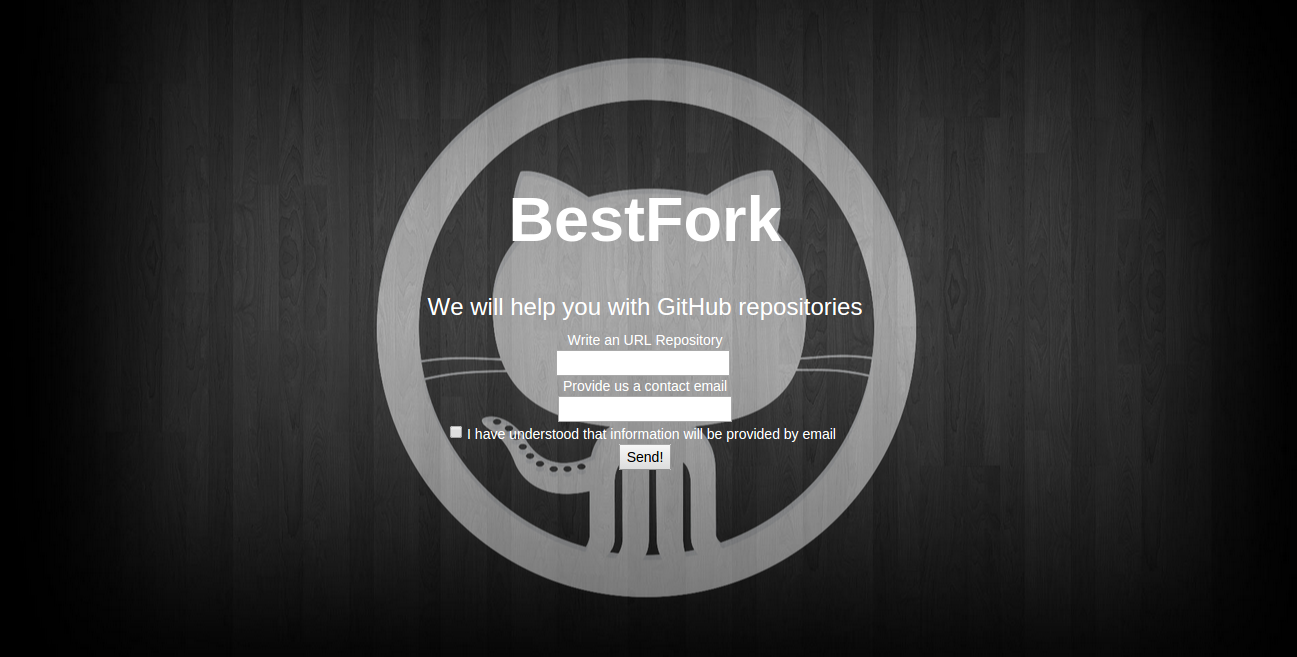 BestFork
We will help you with GitHub repositories
Write an URL Repository
Provide us a contact email
I have understood that information will be provided by email
Send!